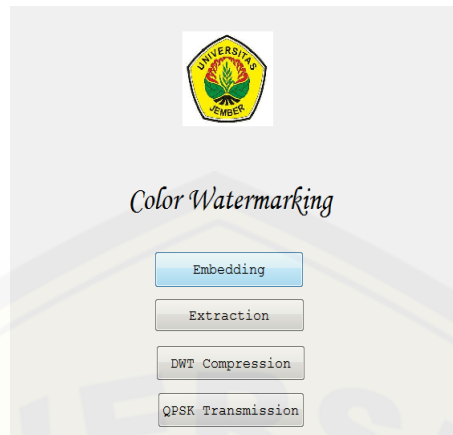 UNIVERSITAS
JEMBER
Color Watermarking
Embedding
Extraction
DWT Compression
QPSK Transmission